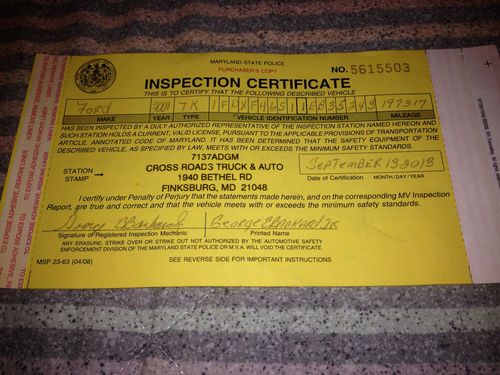 MARYLAND STATE POLICE
PURCHASER'S COPY
NO. 5615503
INSPECTION CERTIFICATE
THIS IS TO CERTIFY THAT THE FOLLOWING DESCRIBED VEHICLE
FORD 2001 TK 197317
MAKE YEAR TYPE VEHICLE IDENTIFICATION NUMBER MILEAGE
HAS BEEN INSPECTED BY A DULY AUTHORIZED REPRESENTATIVE OF THE INSPECTION STATION NAMED HEREON AND
SUCH STATION HOLDS A CURRENT, VALID LICENSE, PURSUANT TO THE APPLICABLE PROVISIONS OF TRANSPORTATION
ARTICLE, ANNOTATED CODE OF MARYLAND. IT HAS BEEN DETERMINED THAT THE SAFETY EQUIPMENT OF THE
DESCRIBED VEHICLE, AS SPECIFIED BY LAW, MEETS WITH OR EXCEEDS THE MINIMUM SAFETY STANDARDS.
7137ADGM
STATION STAMP
CROSS ROADS TRUCK & AUTO
1940 BETHEL RD
FINKSBURG, MD 21048
SEPTEMBER 13 2013
Date of Certification MONTH/DAY/YEAR
I certify under Penalty of Perjury that the statements made herein, and on the corresponding MV Inspection
Report, are true and correct and that the vehicle meets with or exceeds the minimum safety standards.
GEORGE
Signature of Registered Inspection Mechanic Printed Name
ANY ERASURE, STRIKE OVER OR STRIKE OUT NOT AUTHORIZED BY THE AUTOMOTIVE SAFETY
ENFORCEMENT DIVISION OF THE MARYLAND STATE POLICE OR M.V.A. WILL VOID THE CERTIFICATE.
MSP 23-63 (04/08)
SEE REVERSE SIDE FOR IMPORTANT INSTRUCTIONS